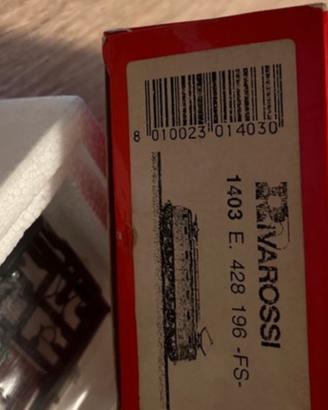 8 010023 014030
RIVAROSSI
1403 E. 428 196 -FS-